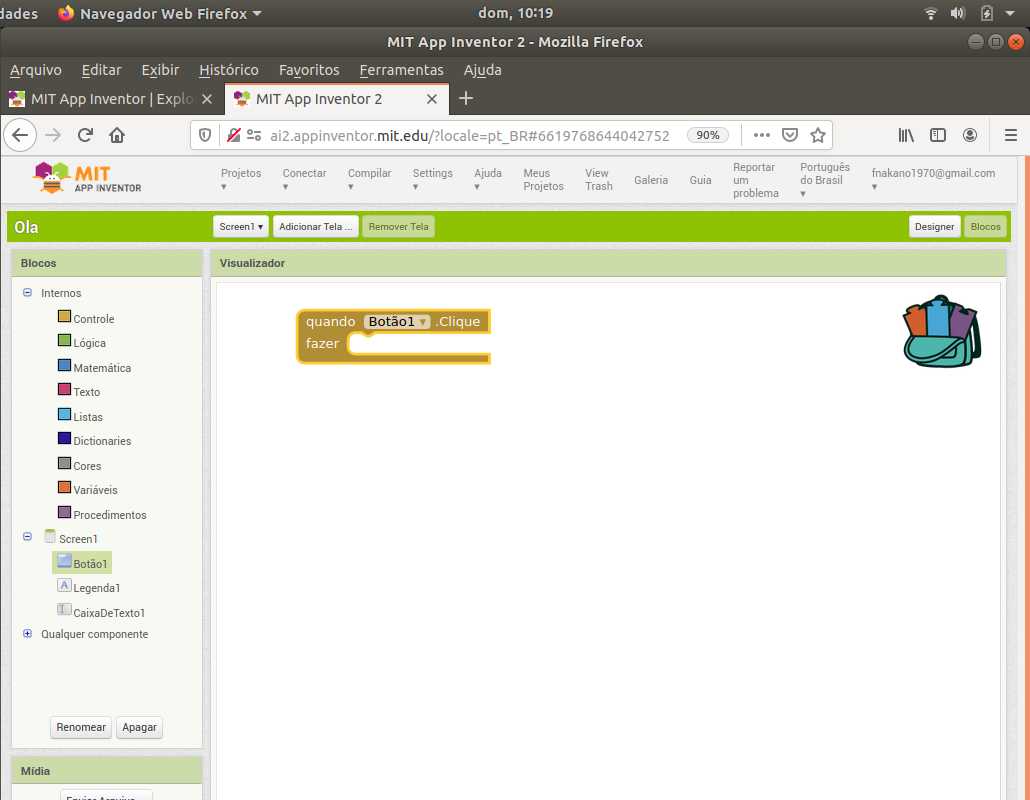 dades Navegador Web Firefox dom, 10:19
MIT App Inventor 2 - Mozilla Firefox
Arquivo Editar Exibir Histórico Favoritos Ferramentas Ajuda
MIT App Inventor | Explo MIT App Inventor 2
ai2.appinventor.mit.edu/?locale=pt_BR#6619768644042752 90%
MIT
APP INVENTOR
Projetos Conectar Compilar Settings Ajuda
Meus
Projetos
View
Trash
Galeria Guia
Reportar
um
problema
Português
do Brasil
fnakano1970@gmail.com
Ola Screen1 Adicionar Tela ... Remover Tela Designer Blocos
Blocos
Visualizador
Internos
Controle
Lógica
Matemática
Texto
Listas
Dictionaries
Cores
Variáveis
Procedimentos
Screen1
Botão1
A Legenda1
CaixaDeTexto1
Qualquer componente
quando Botão1 .Clique
fazer
Renomear Apagar
Mídia
Enviar Arquivo ...